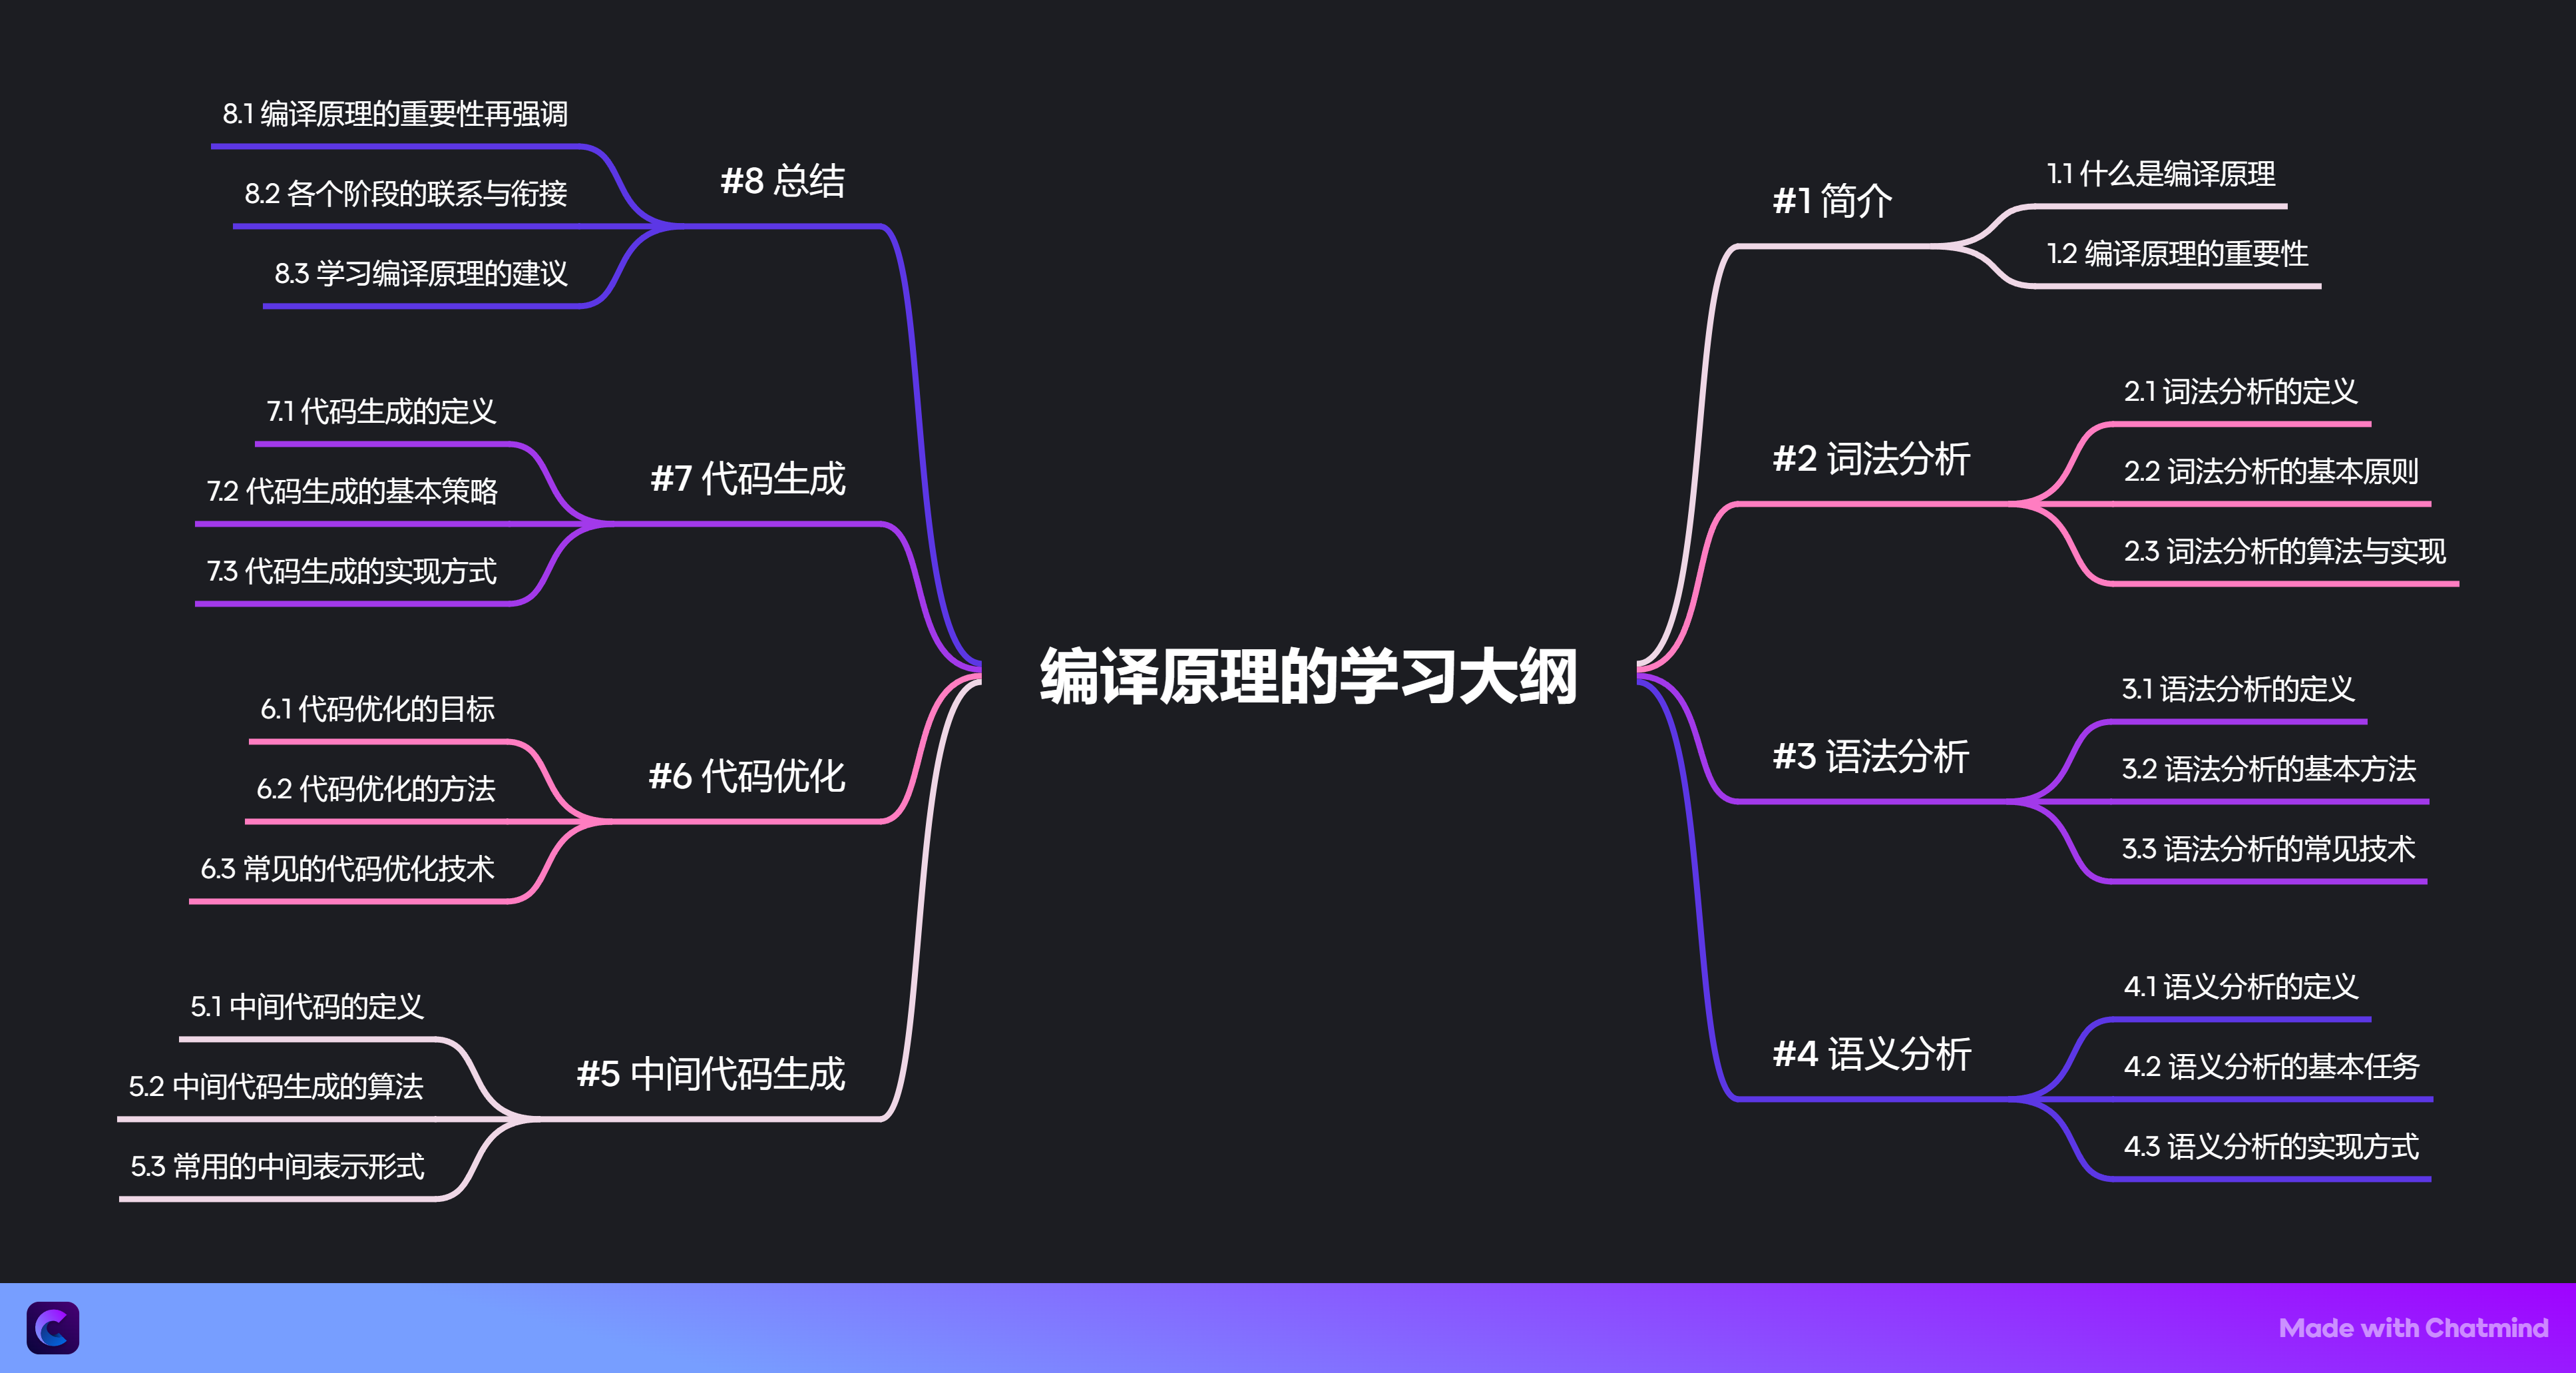 编译原理的学习大纲
#1 简介
1.1 什么是编译原理
1.2 编译原理的重要性
#2 词法分析
2.1 词法分析的定义
2.2 词法分析的基本原则
2.3 词法分析的算法与实现
#3 语法分析
3.1 语法分析的定义
3.2 语法分析的基本方法
3.3 语法分析的常见技术
#4 语义分析
4.1 语义分析的定义
4.2 语义分析的基本任务
4.3 语义分析的实现方式
#5 中间代码生成
5.1 中间代码的定义
5.2 中间代码生成的算法
5.3 常用的中间表示形式
#6 代码优化
6.1 代码优化的目标
6.2 代码优化的方法
6.3 常见的代码优化技术
#7 代码生成
7.1 代码生成的定义
7.2 代码生成的基本策略
7.3 代码生成的实现方式
#8 总结
8.1 编译原理的重要性再强调
8.2 各个阶段的联系与衔接
8.3 学习编译原理的建议
Made with Chatmind